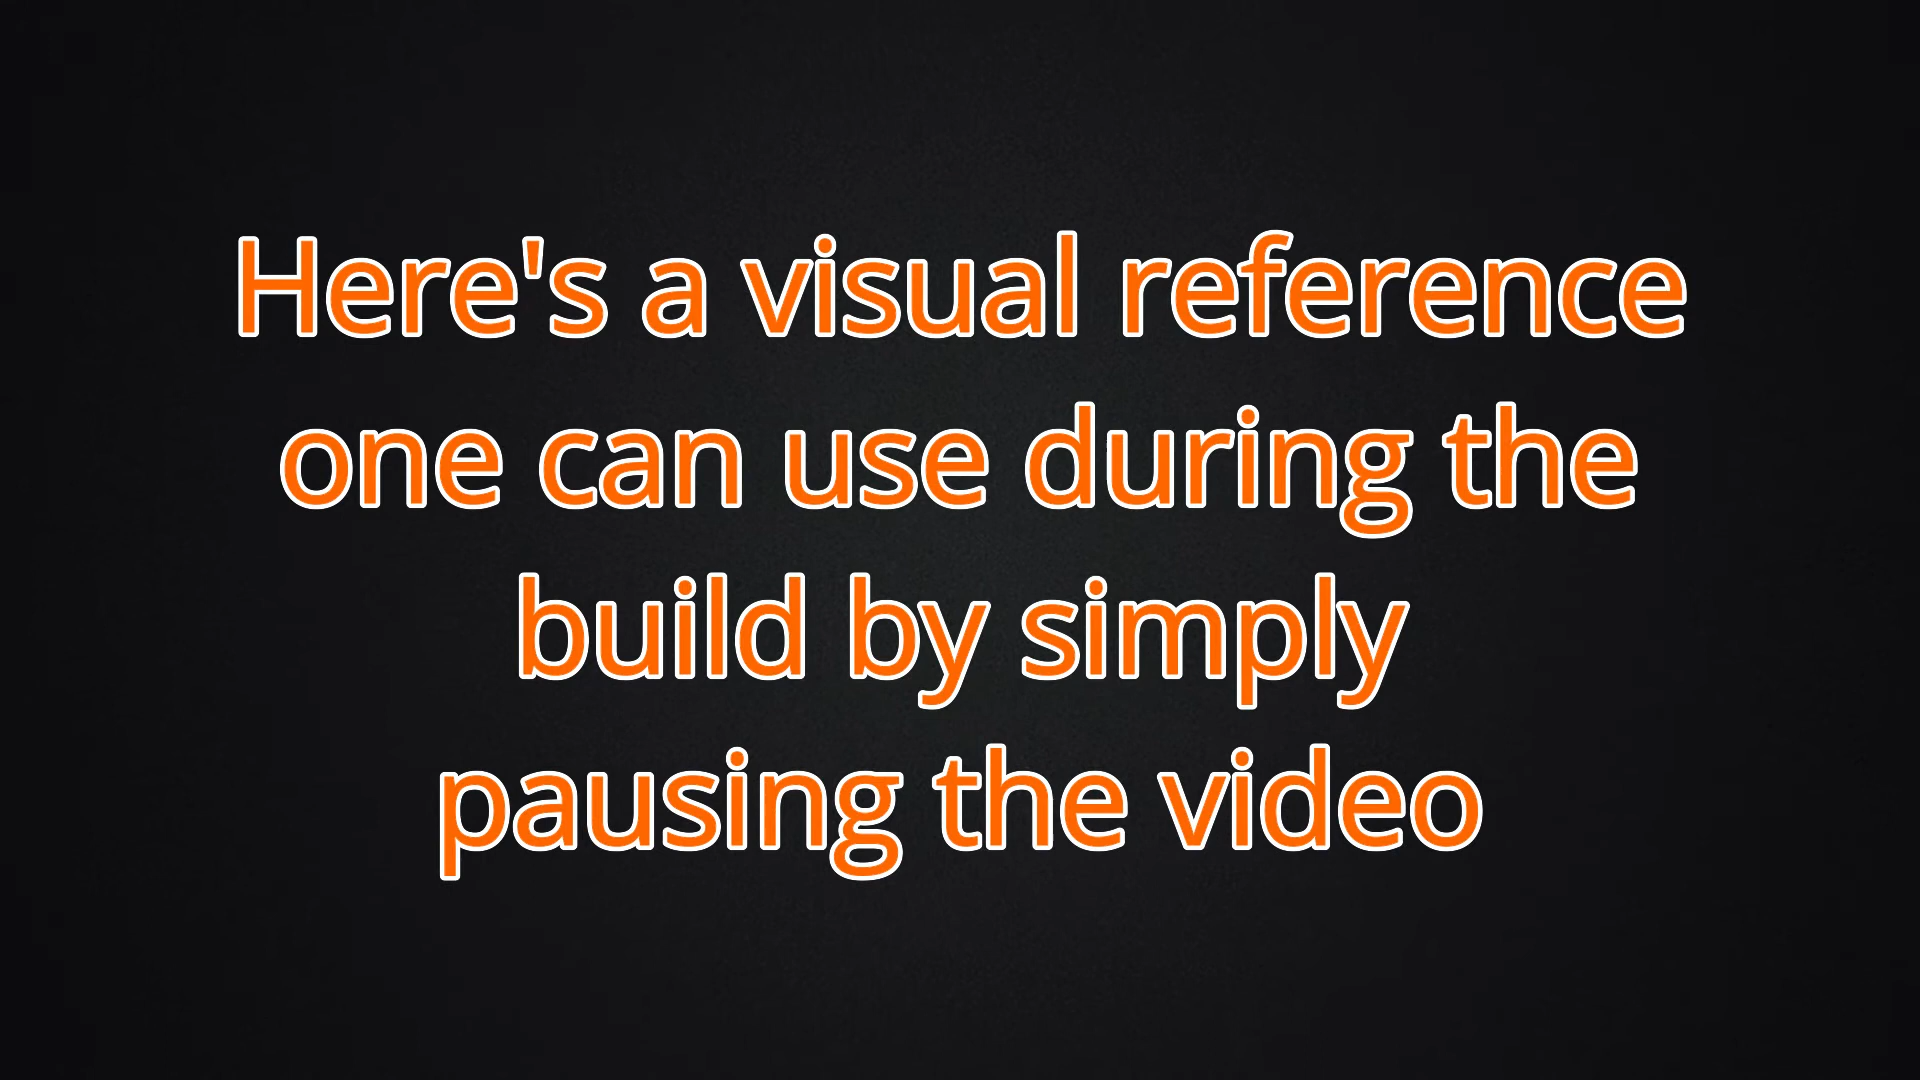 Here's a visual reference
one can use during the
build by simply
pausing the video